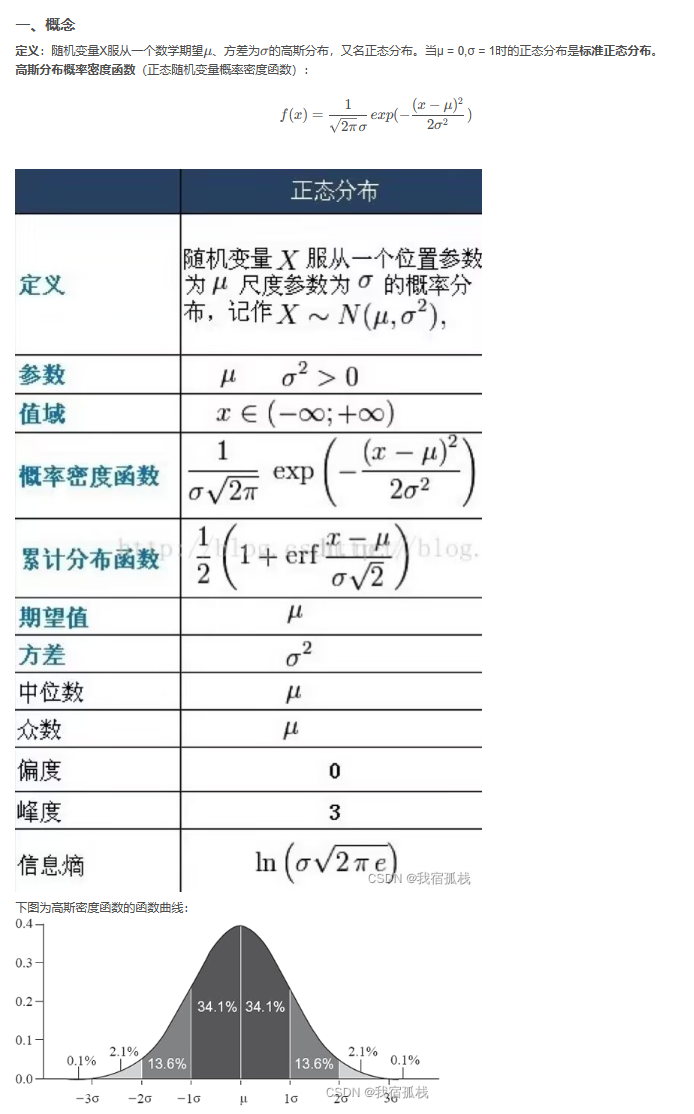 一、概念
定义：随机变量X服从一个数学期望μ、方差为σ的高斯分布，又名正态分布。当μ = 0,σ = 1时的正态分布是标准正态分布。
高斯分布概率密度函数（正态随机变量概率密度函数）：
f(x) = 1/(√2π σ) exp(−(x − μ)²/2σ²)
正态分布
定义
随机变量 X 服从一个位置参数
为 μ 尺度参数为 σ 的概率分
布，记作 X ∼ N(μ, σ²),
参数 μ σ² > 0
值域 x ∈ (−∞; +∞)
概率密度函数 1/(σ√2π) exp (−(x − μ)²/2σ²)
累计分布函数 1/2 (1 + erf (x − μ)/(σ√2))
期望值 μ
方差 σ²
中位数 μ
众数 μ
偏度 0
峰度 3
信息熵 ln (σ√2 π e)
CSDN @我宿孤栈
下图为高斯密度函数的函数曲线：
0.4
0.3
0.2
0.1
0.0
34.1% 34.1%
0.1% 2.1% 13.6% 13.6% 2.1% 0.1%
−3σ −2σ −1σ μ 1σ 2σ 3σ
CSDN @我宿孤栈